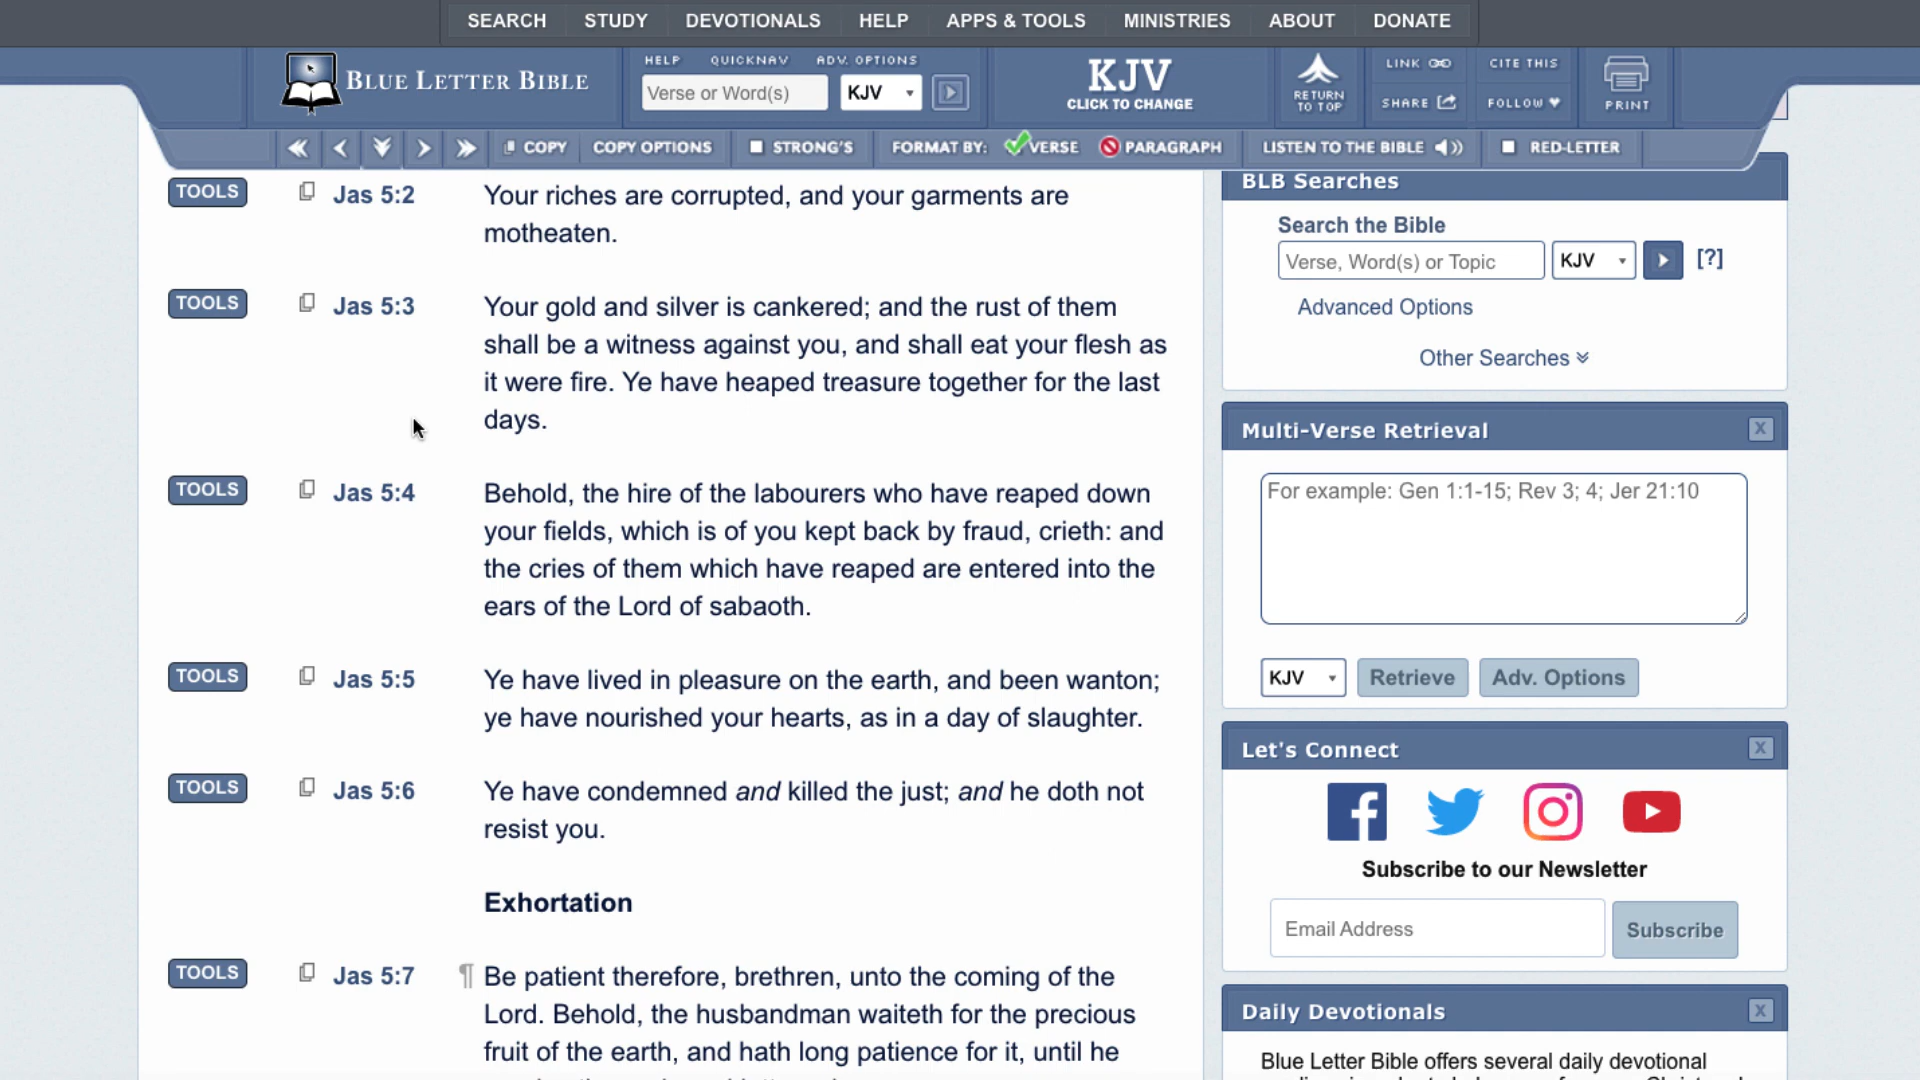 SEARCH STUDY DEVOTIONALS HELP APPS & TOOLS MINISTRIES ABOUT DONATE
BLUE LETTER BIBLE
HELP QUICKNAV ADV. OPTIONS
Verse or Word(s) KJV
KJV
CLICK TO CHANGE
RETURN
TO TOP
LINK
SHARE
CITE THIS
FOLLOW
PRINT
COPY COPY OPTIONS STRONG'S FORMAT BY: VERSE PARAGRAPH LISTEN TO THE BIBLE RED-LETTER
TOOLS Jas 5:2 Your riches are corrupted, and your garments are
motheaten.
TOOLS Jas 5:3 Your gold and silver is cankered; and the rust of them
shall be a witness against you, and shall eat your flesh as
it were fire. Ye have heaped treasure together for the last
days.
TOOLS Jas 5:4 Behold, the hire of the labourers who have reaped down
your fields, which is of you kept back by fraud, crieth: and
the cries of them which have reaped are entered into the
ears of the Lord of sabaoth.
TOOLS Jas 5:5 Ye have lived in pleasure on the earth, and been wanton;
ye have nourished your hearts, as in a day of slaughter.
TOOLS Jas 5:6 Ye have condemned and killed the just; and he doth not
resist you.
Exhortation
TOOLS Jas 5:7 ¶ Be patient therefore, brethren, unto the coming of the
Lord. Behold, the husbandman waiteth for the precious
fruit of the earth, and hath long patience for it, until he
BLB Searches
Search the Bible
Verse, Word(s) or Topic KJV [?]
Advanced Options
Other Searches
Multi-Verse Retrieval X
For example: Gen 1:1-15; Rev 3; 4; Jer 21:10
KJV Retrieve Adv. Options
Let's Connect X
Subscribe to our Newsletter
Email Address Subscribe
Daily Devotionals X
Blue Letter Bible offers several daily devotional